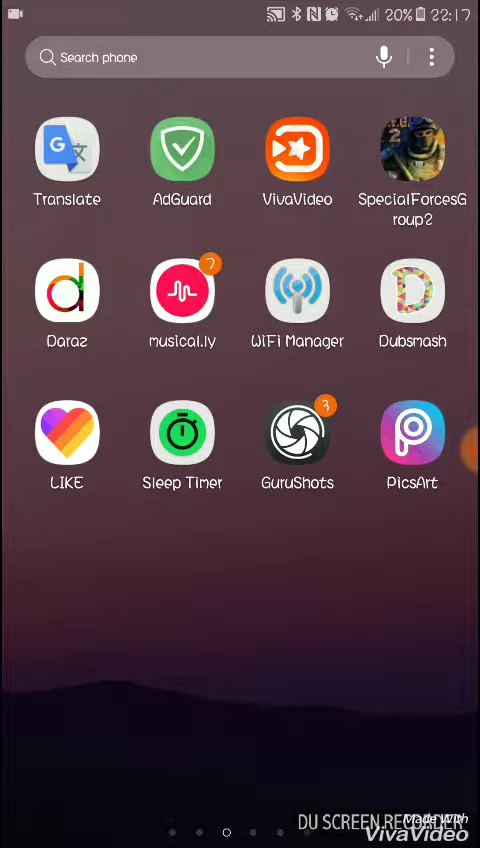 20% 22:17
Search phone
Translate
AdGuard
VivaVideo
SpecialForcesG
roup2
7
Daraz
musical.ly
WiFi Manager
Dubsmash
3
LIKE
Sleep Timer
GuruShots
PicsArt
DU SCREEN RECORDER
Made With
VivaVideo